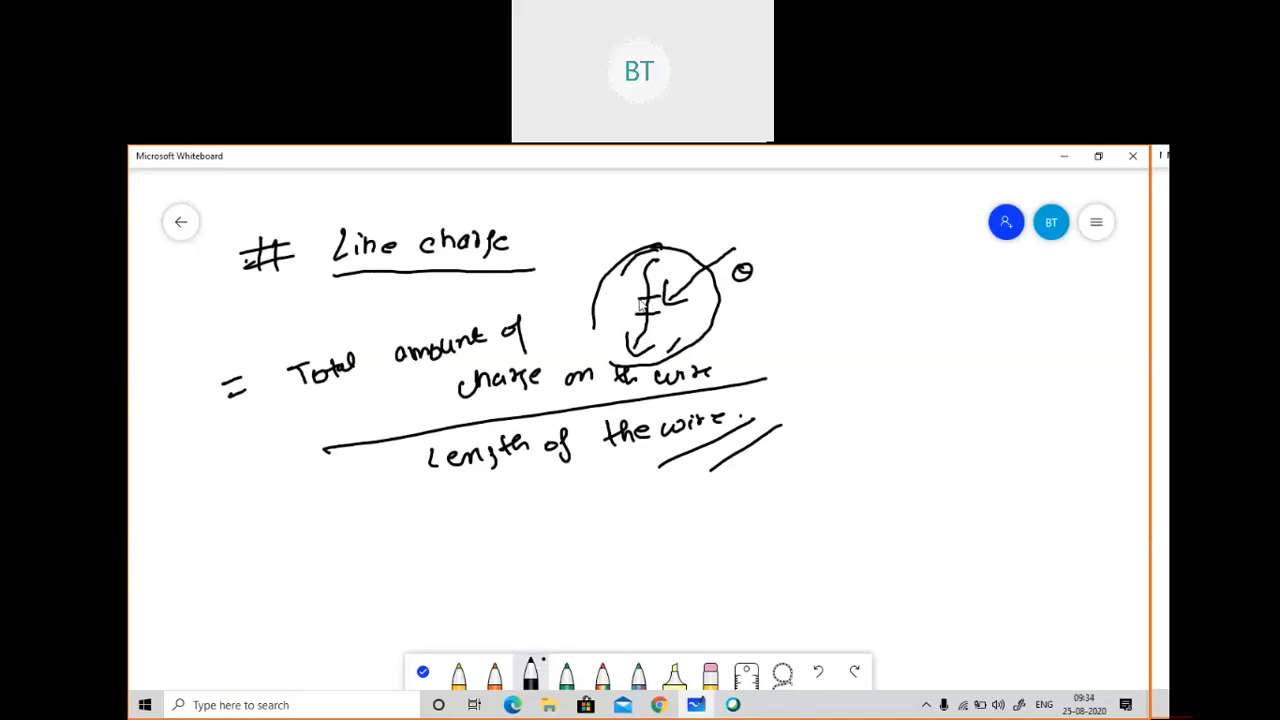 BT
Microsoft Whiteboard
BT
# Line charge
= Total amount of
charge on the wire
Length of the wire.
Type here to search
ENG
09:34
25-08-2020